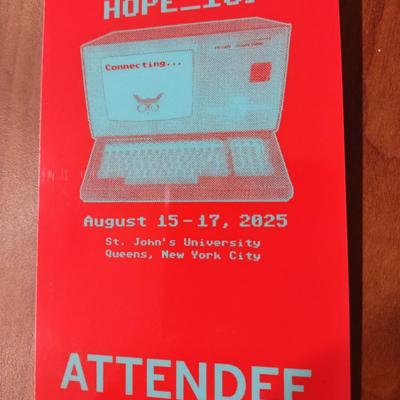 Connecting...
August 15-17, 2025
St. John's University
Queens, New York City
ATTENDEE